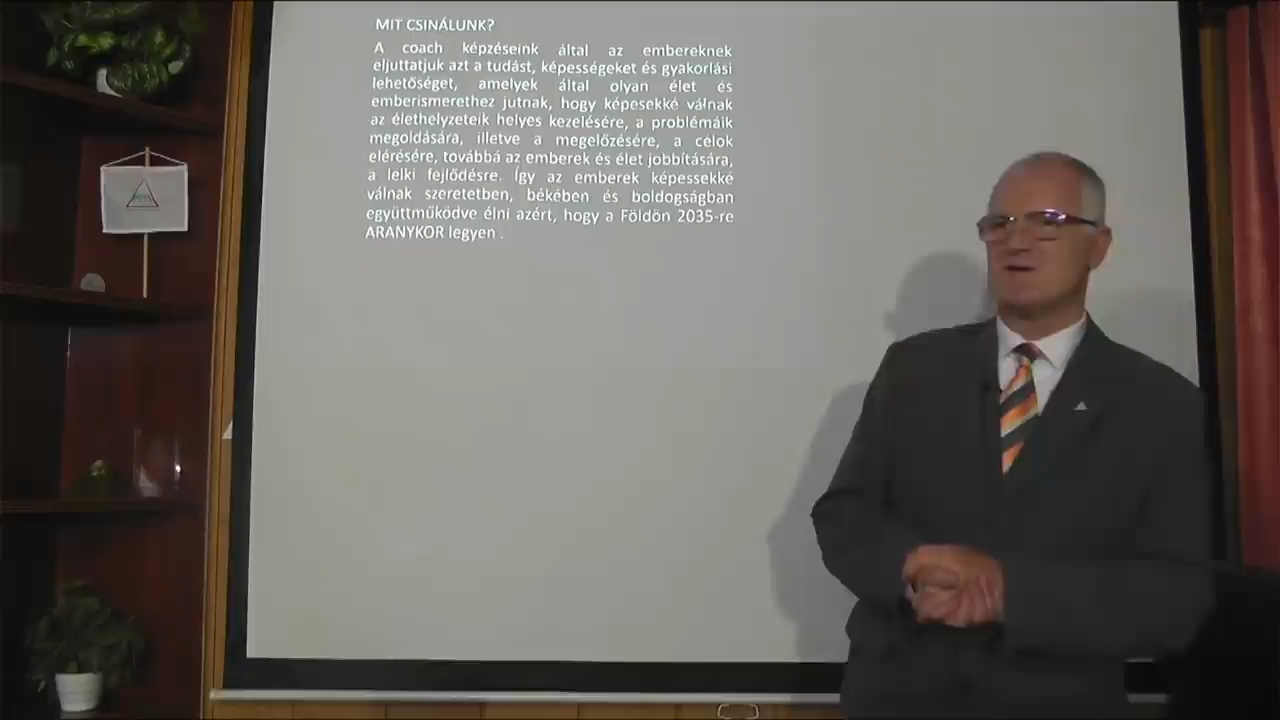 MIT CSINÁLUNK?
A coach képzéseink által az embereknek
eljuttatjuk azt a tudást, képességeket és gyakorlási
lehetőséget, amelyek által olyan élet és
emberismerethez jutnak, hogy képesekké válnak
az élethelyzeteik helyes kezelésére, a problémáik
megoldására, illetve a megelőzésére, a célok
elérésére, továbbá az emberek és élet jobbítására,
a lelki fejlődésre. Így az emberek képessekké
válnak szeretetben, békében és boldogságban
együttműködve élni azért, hogy a Földön 2035-re
ARANYKOR legyen .